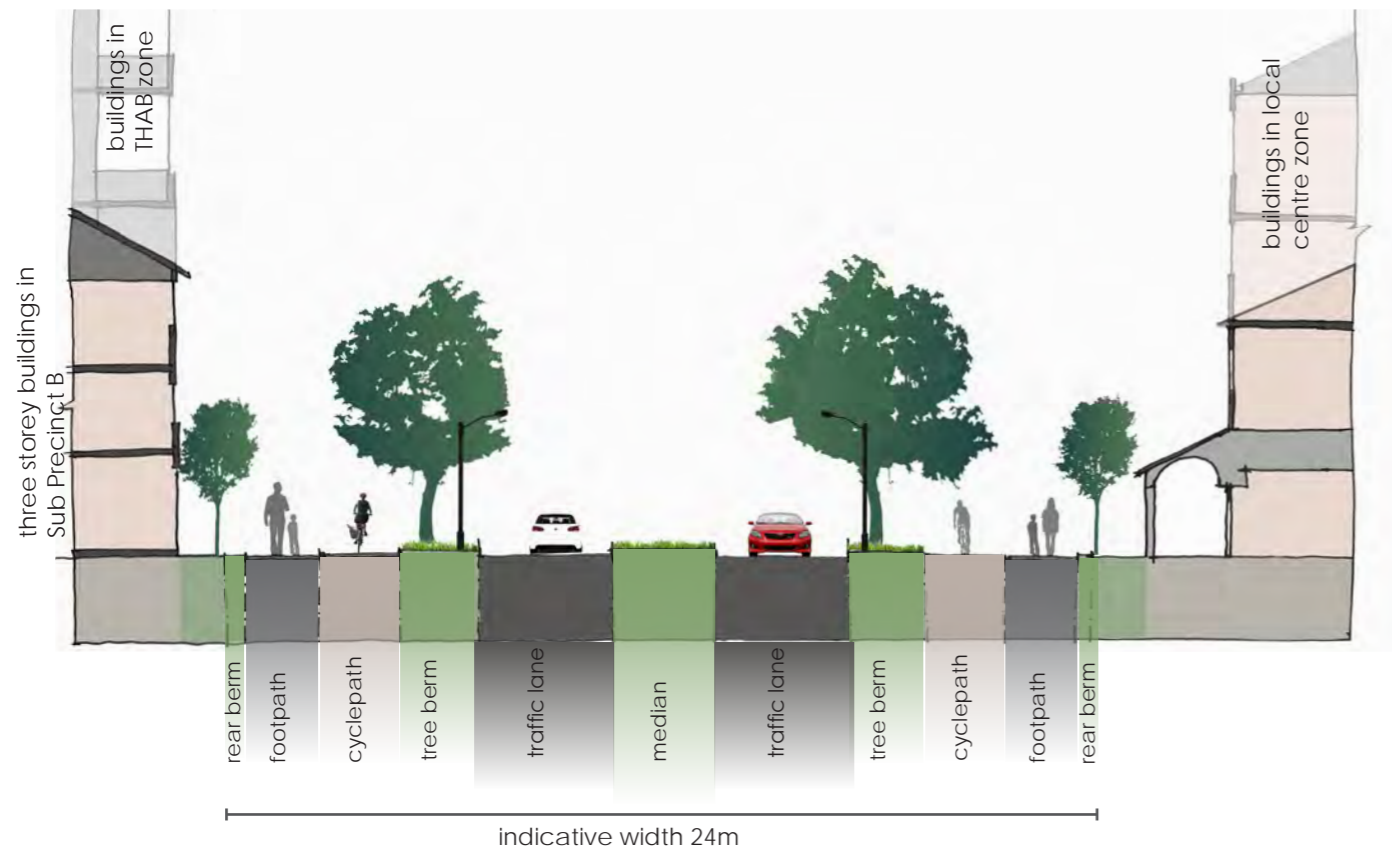 buildings in
THAB zone
three storey buildings in
Sub Precinct B
buildings in local
centre zone
rear berm
footpath
cyclepath
tree berm
traffic lane
median
traffic lane
tree berm
cyclepath
footpath
rear berm
indicative width 24m